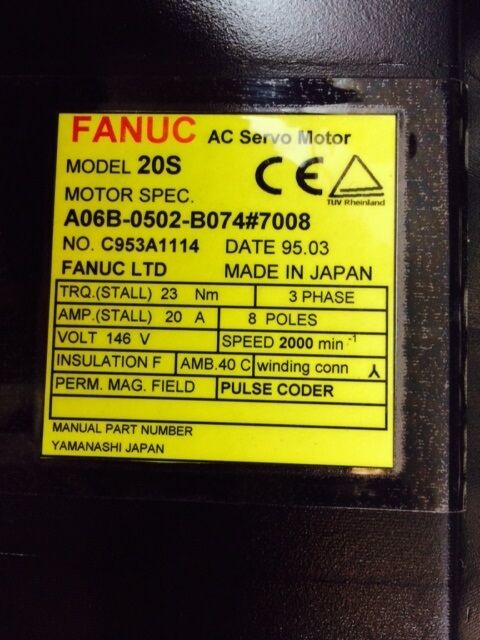 FANUC AC Servo Motor
MODEL 20S
MOTOR SPEC.
CE
TUV Rheinland
A06B-0502-B074#7008
NO. C953A1114 DATE 95.03
FANUC LTD MADE IN JAPAN
TRQ.(STALL) 23 Nm 3 PHASE
AMP.(STALL) 20 A 8 POLES
VOLT 146 V SPEED 2000 min -1
INSULATION F AMB.40 C winding conn
PERM. MAG. FIELD PULSE CODER
MANUAL PART NUMBER
YAMANASHI JAPAN